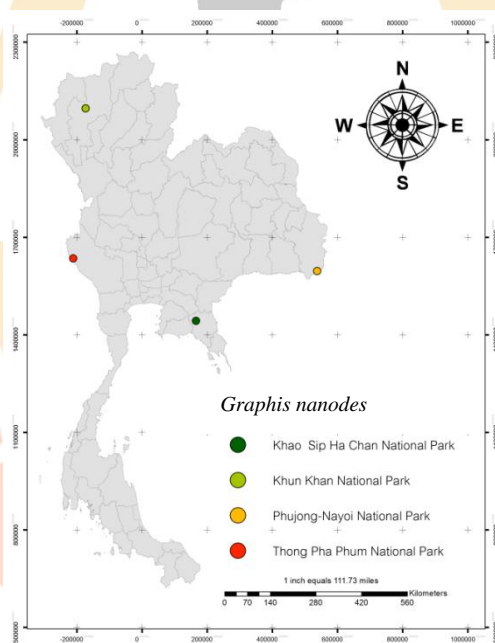 -200000 0 200000 400000 600000 800000 1000000
N
W E
S
2300000
2000000
1700000
1400000
1100000
800000
500000
Graphis nanodes
Khao Sip Ha Chan National Park
Khun Khan National Park
Phujong-Nayoi National Park
Thong Pha Phum National Park
1 inch equals 111.73 miles
Kilometers
0 70 140 280 420 560
-200000 0 200000 400000 600000 800000 1000000